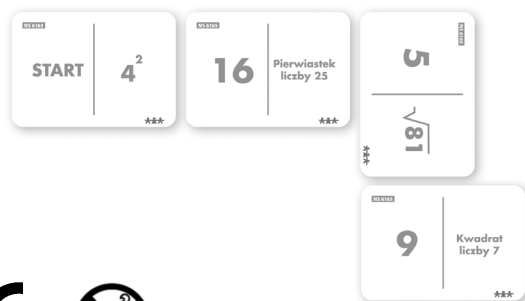 NS 6165
START
4²
NS 6165
16
Pierwiastek
liczby 25
NS 6165
5
√81
NS 6165
9
Kwadrat
liczby 7